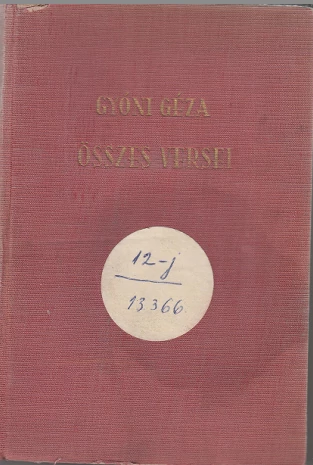 GYÓNI GÉZA
ÖSSZES VERSEI
12-j
13366